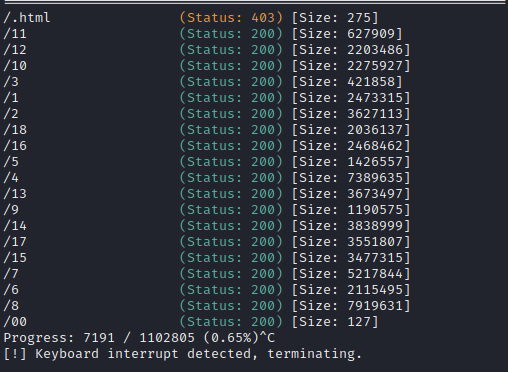 /.html (Status: 403) [Size: 275]
/11 (Status: 200) [Size: 627909]
/12 (Status: 200) [Size: 2203486]
/10 (Status: 200) [Size: 2275927]
/3 (Status: 200) [Size: 421858]
/1 (Status: 200) [Size: 2473315]
/2 (Status: 200) [Size: 3627113]
/18 (Status: 200) [Size: 2036137]
/16 (Status: 200) [Size: 2468462]
/5 (Status: 200) [Size: 1426557]
/4 (Status: 200) [Size: 7389635]
/13 (Status: 200) [Size: 3673497]
/9 (Status: 200) [Size: 1190575]
/14 (Status: 200) [Size: 3838999]
/17 (Status: 200) [Size: 3551807]
/15 (Status: 200) [Size: 3477315]
/7 (Status: 200) [Size: 5217844]
/6 (Status: 200) [Size: 2115495]
/8 (Status: 200) [Size: 7919631]
/00 (Status: 200) [Size: 127]
Progress: 7191 / 1102805 (0.65%)^C
[!] Keyboard interrupt detected, terminating.